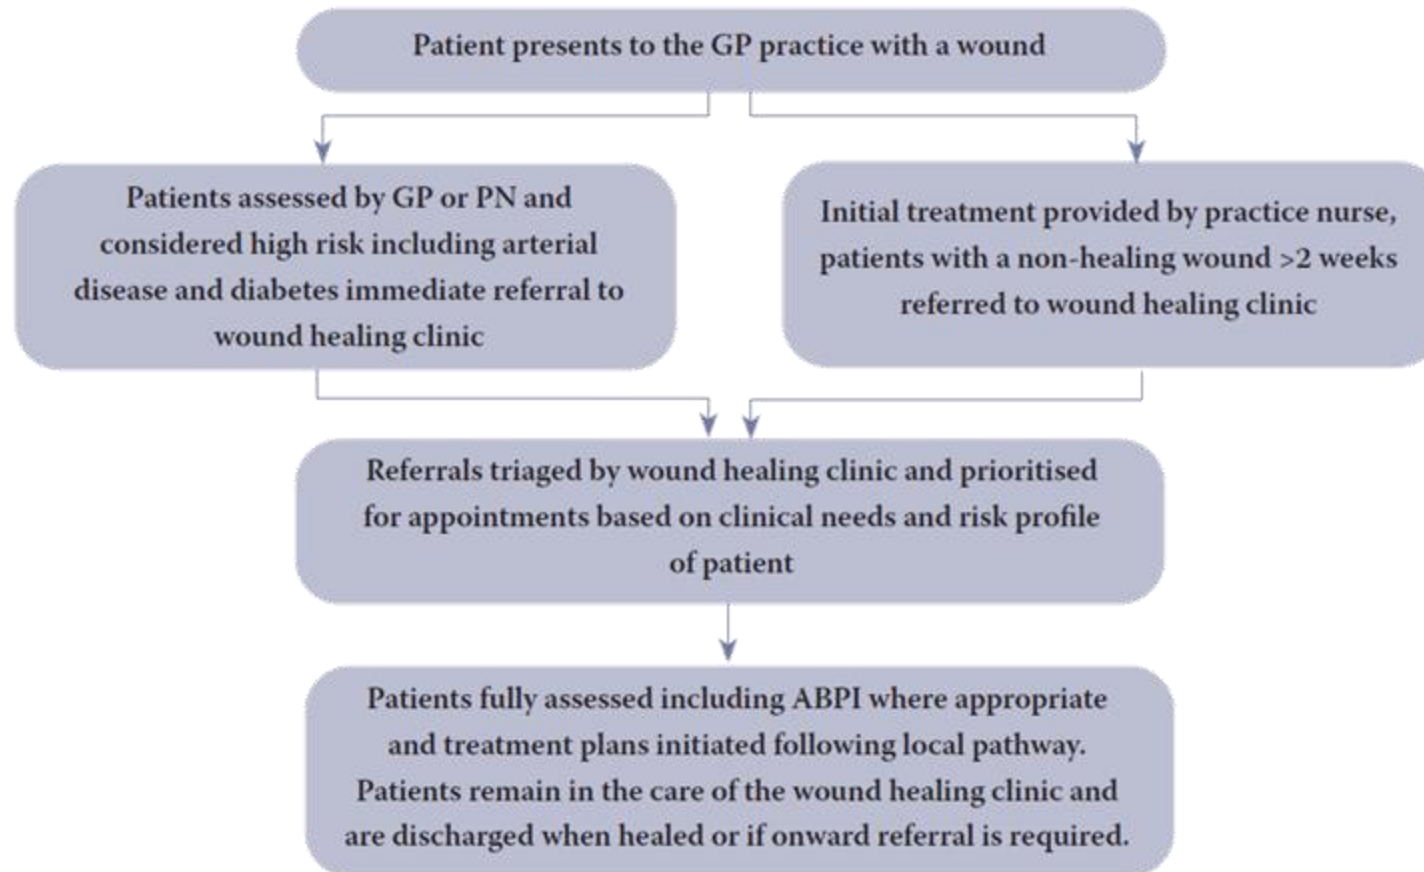 Patient presents to the GP practice with a wound
Patients assessed by GP or PN and
considered high risk including arterial
disease and diabetes immediate referral to
wound healing clinic
Initial treatment provided by practice nurse,
patients with a non-healing wound >2 weeks
referred to wound healing clinic
Referrals triaged by wound healing clinic and prioritised
for appointments based on clinical needs and risk profile
of patient
Patients fully assessed including ABPI where appropriate
and treatment plans initiated following local pathway.
Patients remain in the care of the wound healing clinic and
are discharged when healed or if onward referral is required.